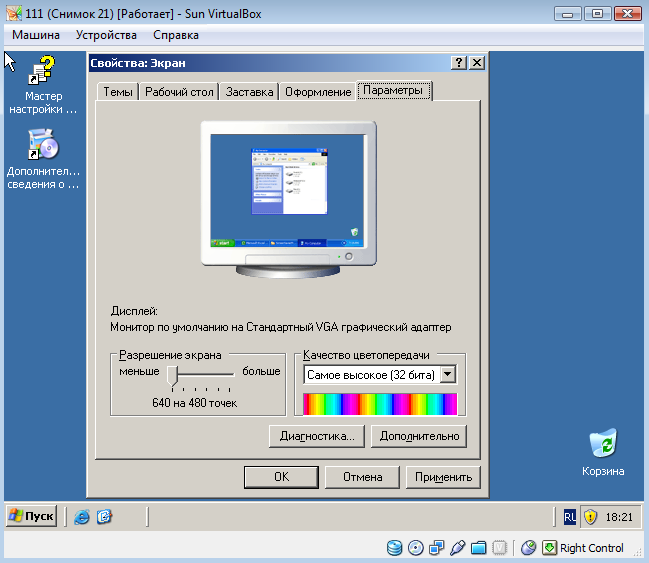 111 (Снимок 21) [Работает] - Sun VirtualBox
Машина Устройства Справка
Мастер
настройки ...
Дополнител...
сведения о ...
Свойства: Экран
Темы Рабочий стол Заставка Оформление Параметры
Дисплей:
Монитор по умолчанию на Стандартный VGA графический адаптер
Разрешение экрана
меньше больше
640 на 480 точек
Качество цветопередачи
Самое высокое (32 бита)
Диагностика... Дополнительно
OK Отмена Применить
Корзина
Пуск RL 18:21
Right Control